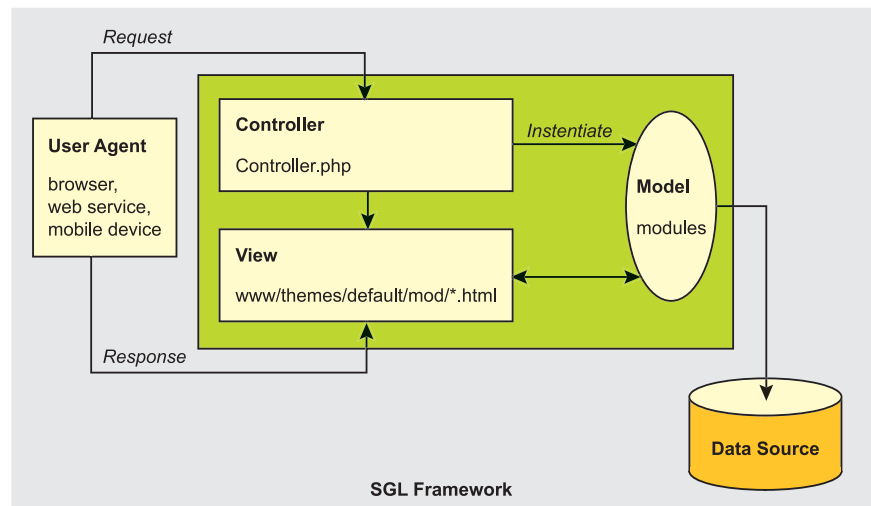 Request
User Agent
browser,
web service,
mobile device
Controller
Controller.php
Instentiate
Model
modules
View
www/themes/default/mod/*.html
Response
Data Source
SGL Framework